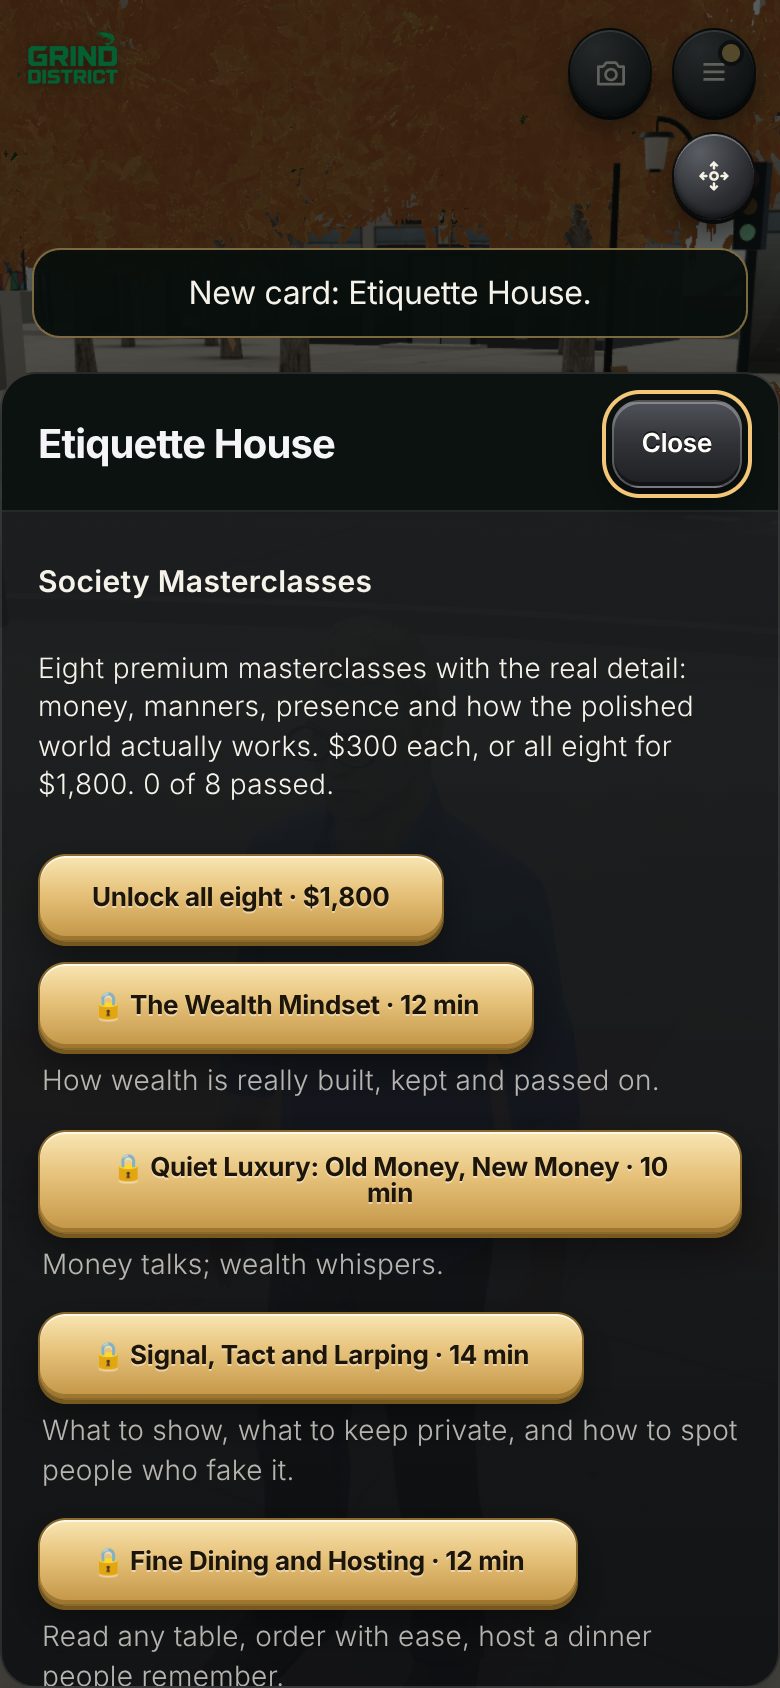 GRIND
DISTRICT
New card: Etiquette House.
Etiquette House
Close
Society Masterclasses
Eight premium masterclasses with the real detail:
money, manners, presence and how the polished
world actually works. $300 each, or all eight for
$1,800. 0 of 8 passed.
Unlock all eight · $1,800
🔒 The Wealth Mindset · 12 min
How wealth is really built, kept and passed on.
🔒 Quiet Luxury: Old Money, New Money · 10
min
Money talks; wealth whispers.
🔒 Signal, Tact and Larping · 14 min
What to show, what to keep private, and how to spot
people who fake it.
🔒 Fine Dining and Hosting · 12 min
Read any table, order with ease, host a dinner
people remember.